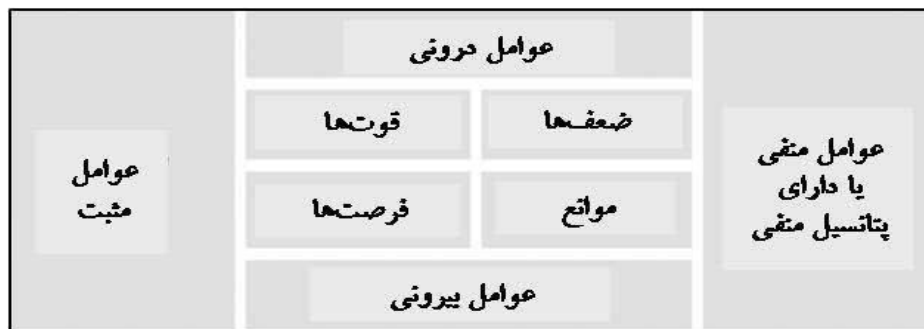 عوامل درونی
ضعف‌ها
قوت‌ها
عوامل منفی
یا دارای
پتانسیل منفی
عوامل
مثبت
موانع
فرصت‌ها
عوامل بیرونی